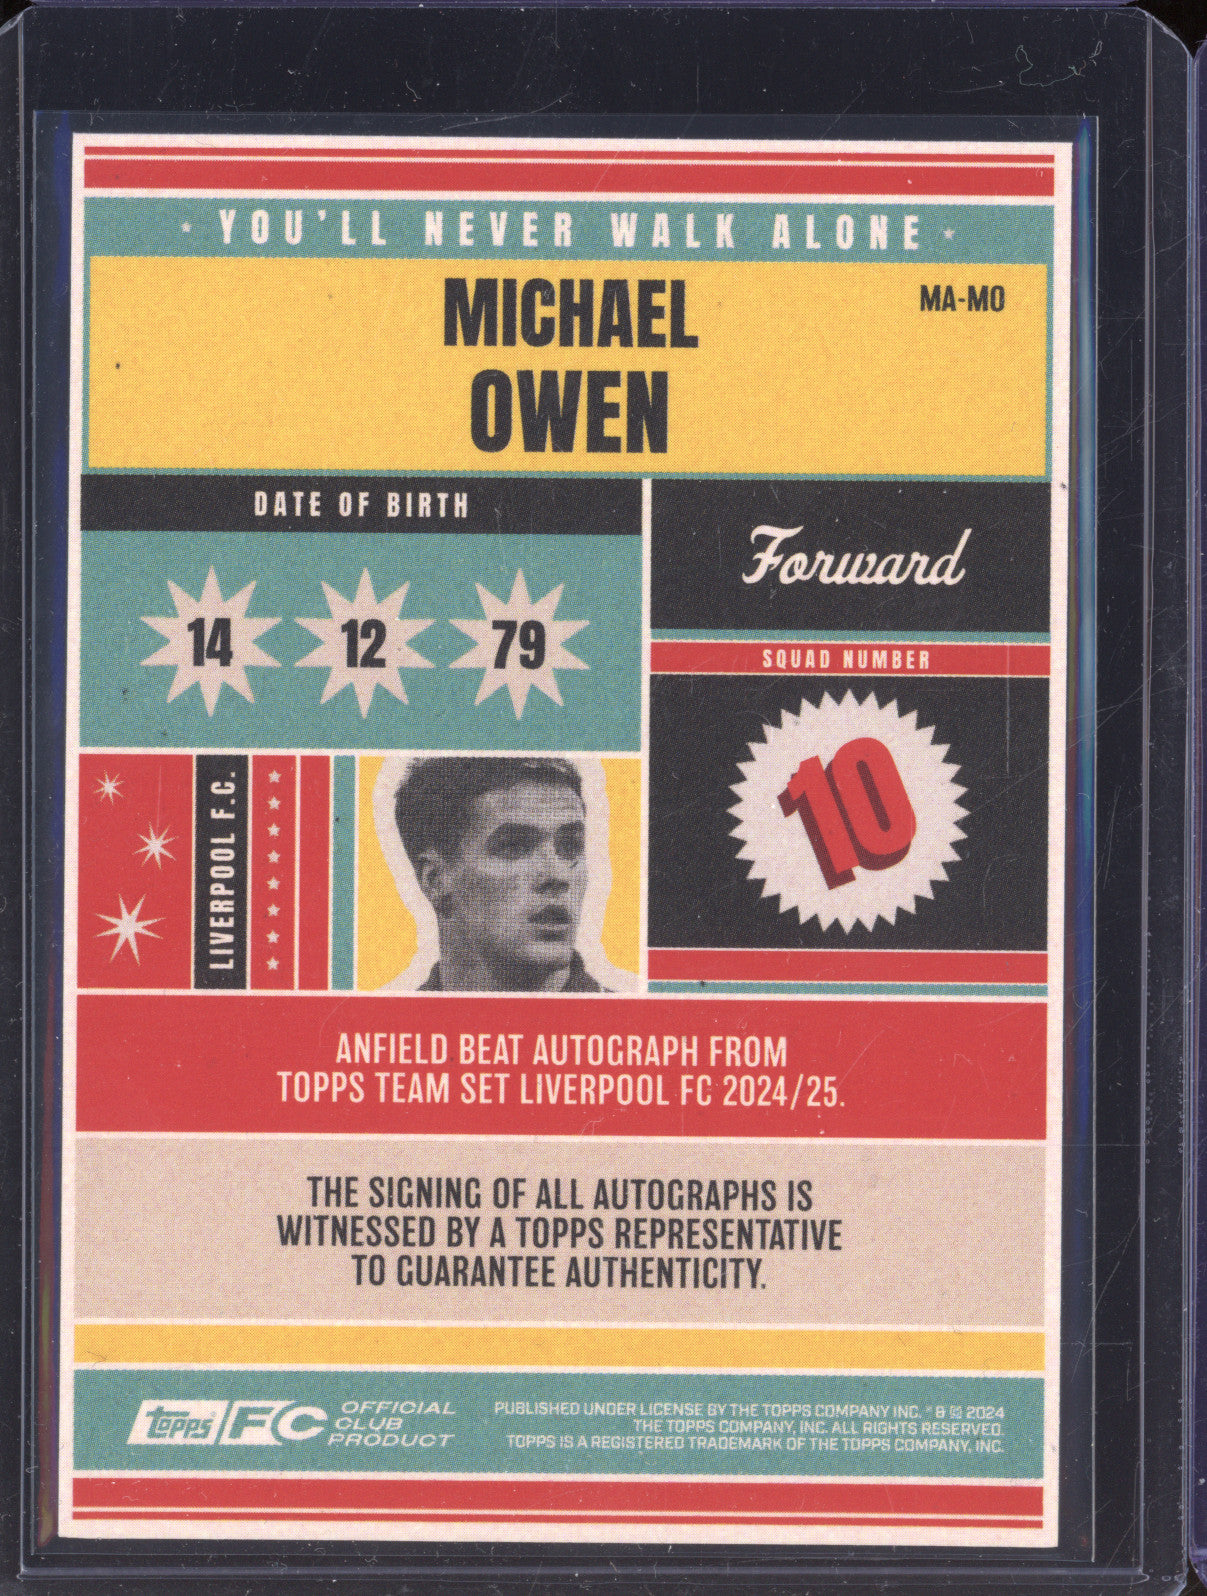 · YOU'LL NEVER WALK ALONE ·
MICHAEL
OWEN
MA-MO
DATE OF BIRTH
14 12 79
Forward
SQUAD NUMBER
10
LIVERPOOL F.C.
ANFIELD BEAT AUTOGRAPH FROM
TOPPS TEAM SET LIVERPOOL FC 2024/25.
THE SIGNING OF ALL AUTOGRAPHS IS
WITNESSED BY A TOPPS REPRESENTATIVE
TO GUARANTEE AUTHENTICITY.
topps FC
OFFICIAL
CLUB
PRODUCT
PUBLISHED UNDER LICENSE BY THE TOPPS COMPANY INC. ® & © 2024
THE TOPPS COMPANY, INC. ALL RIGHTS RESERVED.
TOPPS IS A REGISTERED TRADEMARK OF THE TOPPS COMPANY, INC.